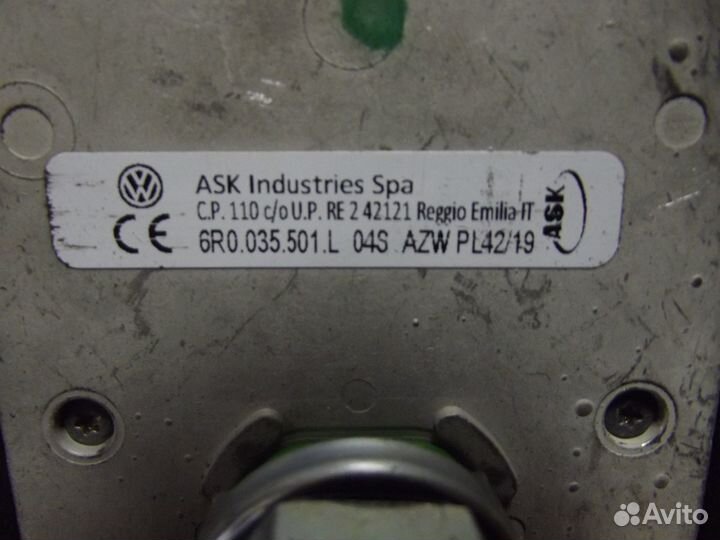 ASK Industries Spa
C.P. 110 c/o U.P. RE 2 42121 Reggio Emilia IT
CE 6R0.035.501.L 04S AZW PL42/19
ASK
Avito